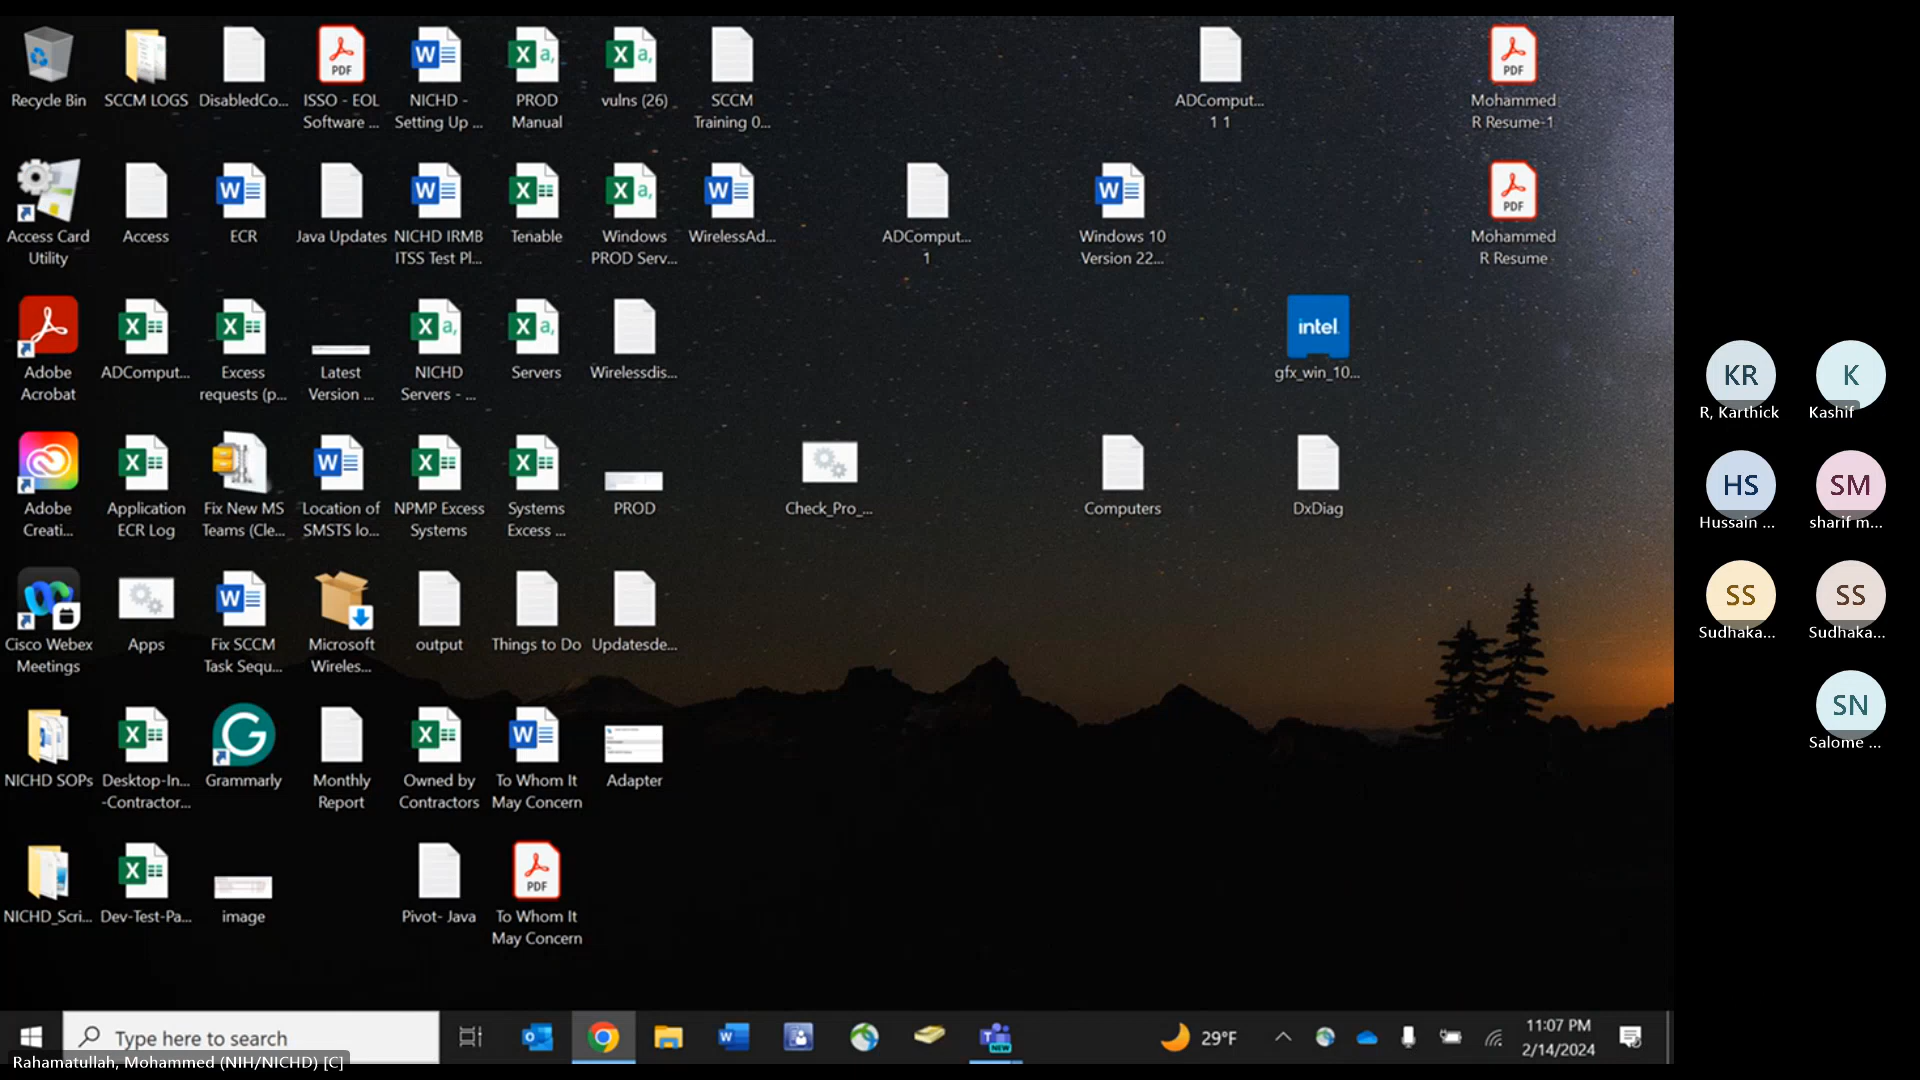 Recycle Bin
SCCM LOGS
DisabledCo...
ISSO - EOL
Software ...
NICHD -
Setting Up ...
PROD
Manual
vulns (26)
SCCM
Training 0...
ADComput...
1 1
Mohammed
R Resume-1
Access Card
Utility
Access
ECR
Java Updates
NICHD IRMB
ITSS Test Pl...
Tenable
Windows
PROD Serv...
WirelessAd...
ADComput...
1
Windows 10
Version 22...
Mohammed
R Resume
Adobe
Acrobat
ADComput...
Excess
requests (p...
Latest
Version ...
NICHD
Servers - ...
Servers
Wirelessdis...
intel.
gfx_win_10...
Adobe
Creati...
Application
ECR Log
Fix New MS
Teams (Cle...
Location of
SMSTS lo...
NPMP Excess
Systems
Systems
Excess ...
PROD
Check_Pro_...
Computers
DxDiag
Cisco Webex
Meetings
Apps
Fix SCCM
Task Sequ...
Microsoft
Wireles...
output
Things to Do
Updatesde...
NICHD SOPs
Desktop-In...
-Contractor...
Grammarly
Monthly
Report
Owned by
Contractors
To Whom It
May Concern
Adapter
NICHD_Scri...
Dev-Test-Pa...
image
Pivot- Java
To Whom It
May Concern
Type here to search
29°F
11:07 PM
2/14/2024
Rahamatullah, Mohammed (NIH/NICHD) [C]
KR
R, Karthick
K
Kashif
HS
Hussain ...
SM
sharif m...
SS
Sudhaka...
SS
Sudhaka...
SN
Salome ...